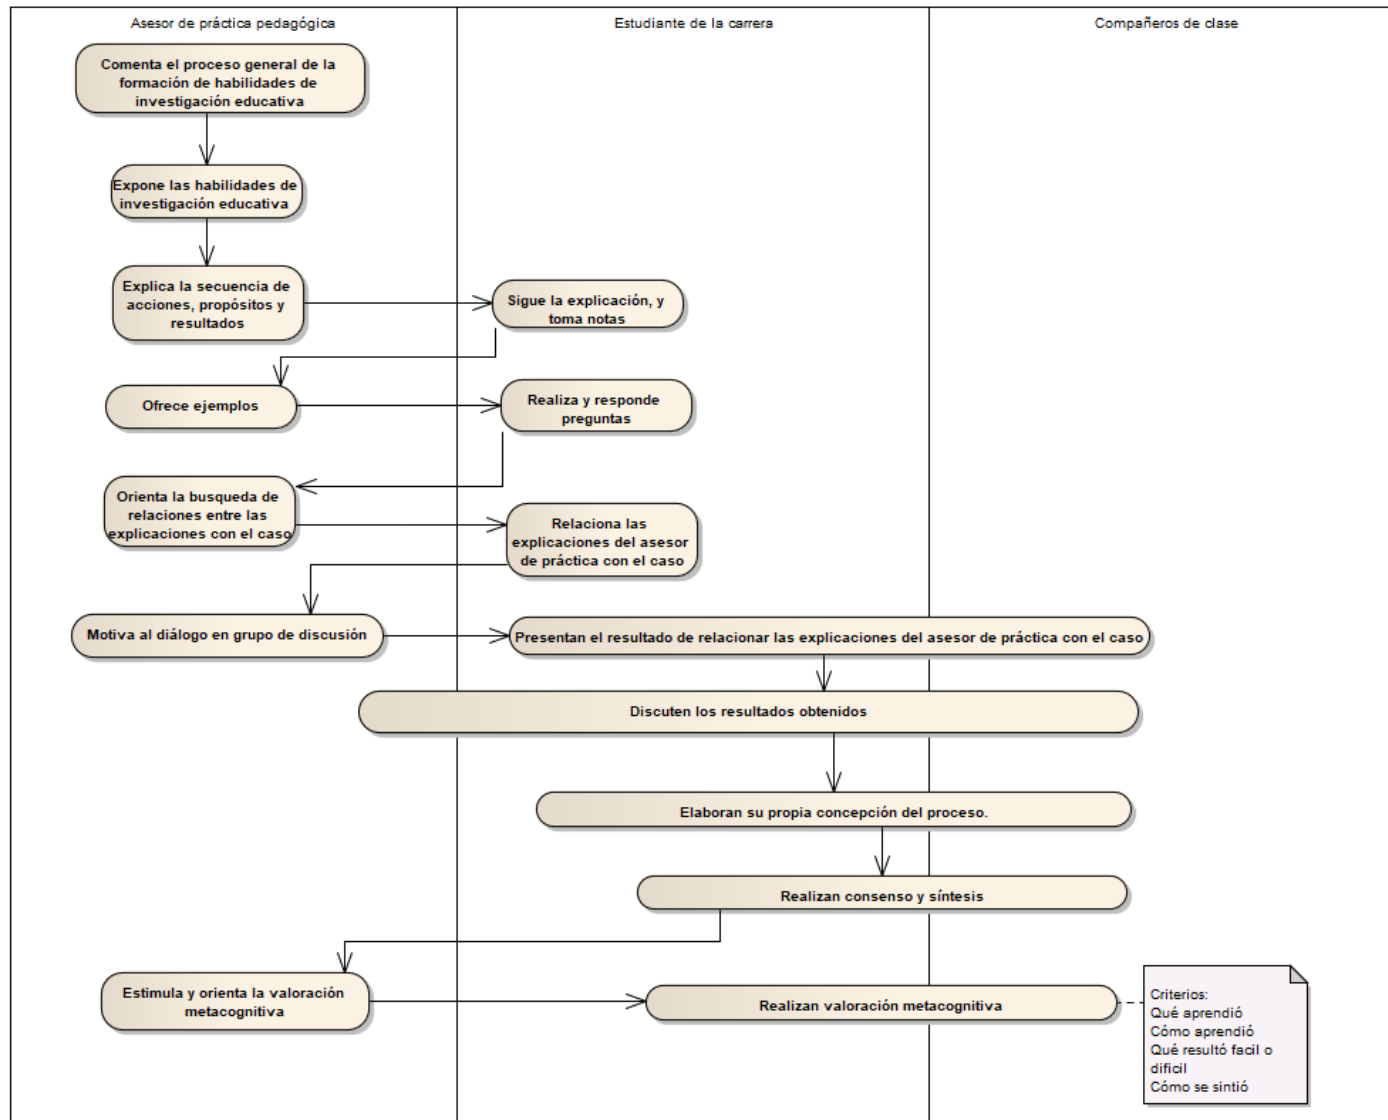 Asesor de práctica pedagógica
Estudiante de la carrera
Compañeros de clase
Comenta el proceso general de la
formación de habilidades de
investigación educativa
Expone las habilidades de
investigación educativa
Explica la secuencia de
acciones, propósitos y
resultados
Sigue la explicación, y
toma notas
Ofrece ejemplos
Realiza y responde
preguntas
Orienta la busqueda de
relaciones entre las
explicaciones con el caso
Relaciona las
explicaciones del asesor
de práctica con el caso
Motiva al diálogo en grupo de discusión
Presentan el resultado de relacionar las explicaciones del asesor de práctica con el caso
Discuten los resultados obtenidos
Elaboran su propia concepción del proceso.
Realizan consenso y síntesis
Estimula y orienta la valoración
metacognitiva
Realizan valoración metacognitiva
Criterios:
Qué aprendió
Cómo aprendió
Qué resultó facil o
dificil
Cómo se sintió